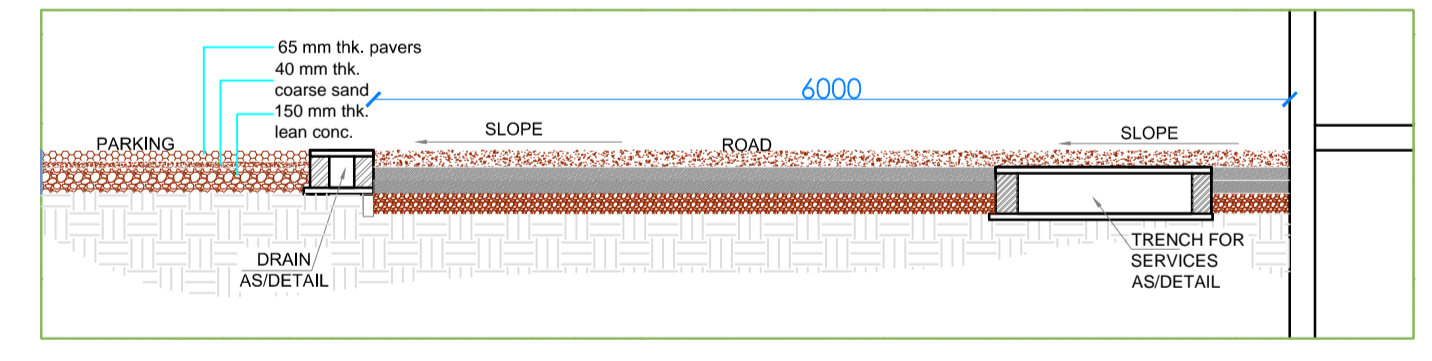 65 mm thk. pavers
40 mm thk.
coarse sand
150 mm thk.
lean conc.
6000
PARKING
SLOPE
ROAD
SLOPE
DRAIN
AS/DETAIL
TRENCH FOR
SERVICES
AS/DETAIL